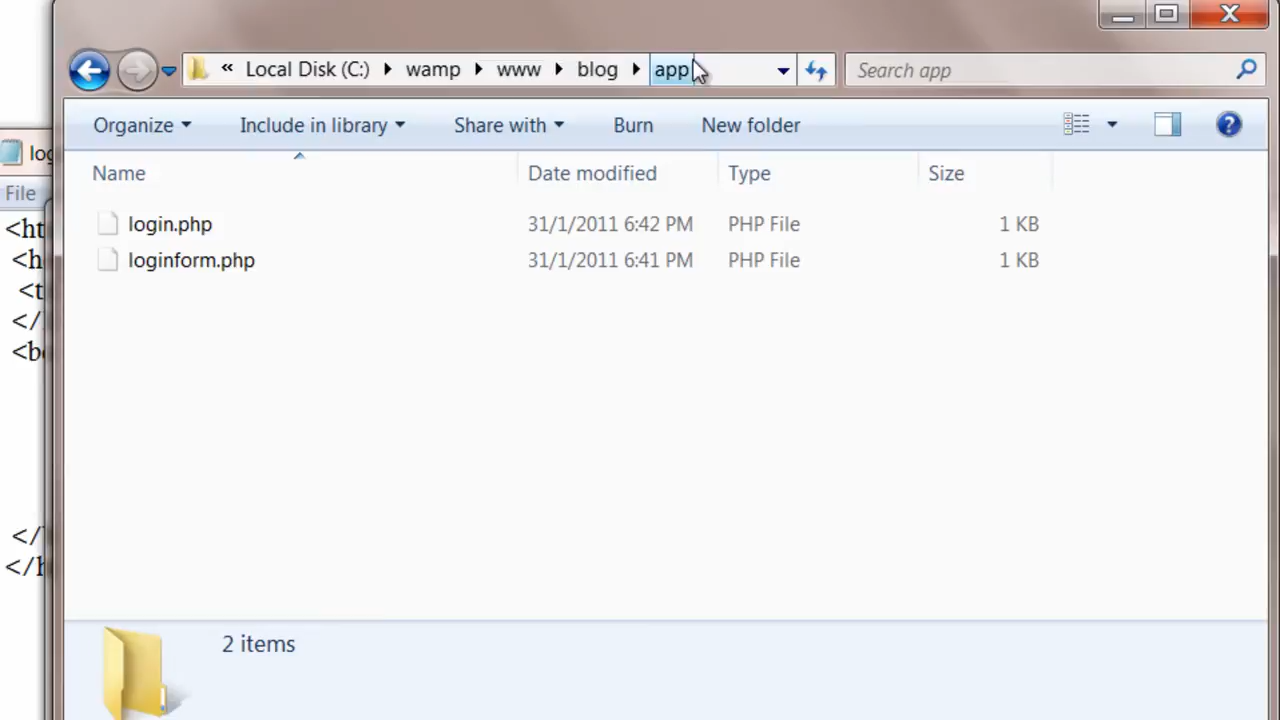 « Local Disk (C:) wamp www blog app
Search app
Organize Include in library Share with Burn New folder
Name Date modified Type Size
login.php 31/1/2011 6:42 PM PHP File 1 KB
loginform.php 31/1/2011 6:41 PM PHP File 1 KB
2 items
File
</h
</h
</h